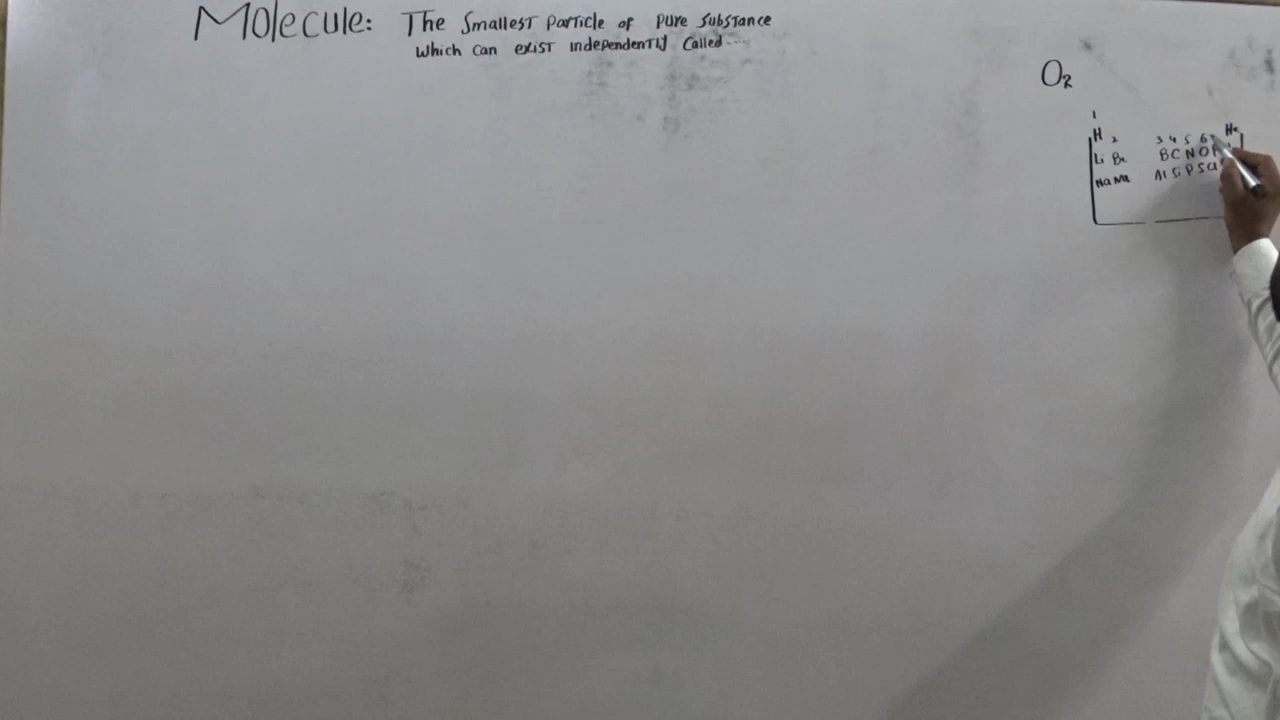 Molecule: The Smallest Particle of Pure Substance
Which Can exist independently Called ...
O2
1
H 2 3 4 5 6 He
Li Be B C N O
Na Al Si P S Cl